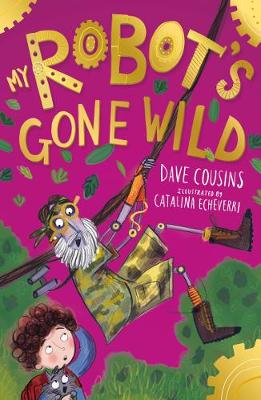 MY ROBOT'S
GONE WILD
DAVE COUSINS
ILLUSTRATED BY
CATALINA ECHEVERRI